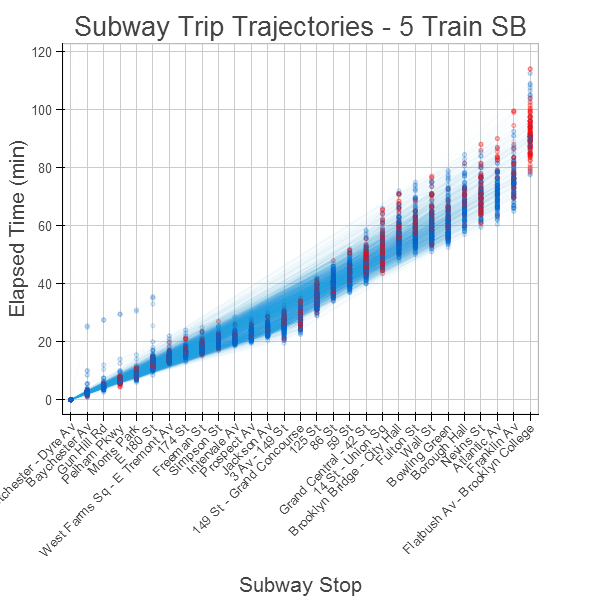 Subway Trip Trajectories - 5 Train SB
Elapsed Time (min)
120
100
80
60
40
20
0
nchester - Dyre Av
Baychester Av
Gun Hill Rd
Pelham Pkwy
Morris Park
E 180 St
West Farms Sq - E Tremont Av
174 St
Freeman St
Simpson St
Intervale Av
Prospect Av
Jackson Av
3 Av - 149 St
149 St - Grand Concourse
125 St
86 St
59 St
Grand Central - 42 St
14 St - Union Sq
Brooklyn Bridge - City Hall
Fulton St
Wall St
Bowling Green
Borough Hall
Nevins St
Atlantic Av
Franklin Av
Flatbush Av - Brooklyn College
Subway Stop